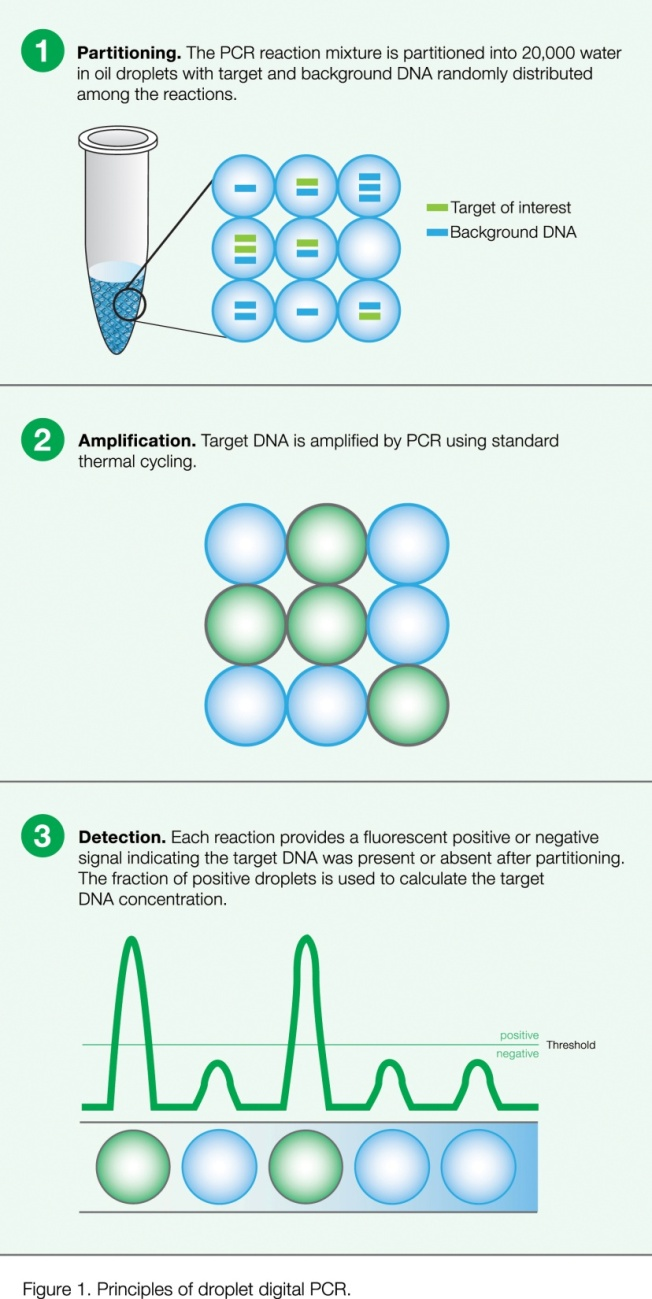 1
Partitioning. The PCR reaction mixture is partitioned into 20,000 water
in oil droplets with target and background DNA randomly distributed
among the reactions.
Target of interest
Background DNA
2
Amplification. Target DNA is amplified by PCR using standard
thermal cycling.
3
Detection. Each reaction provides a fluorescent positive or negative
signal indicating the target DNA was present or absent after partitioning.
The fraction of positive droplets is used to calculate the target
DNA concentration.
positive
Threshold
negative
Figure 1. Principles of droplet digital PCR.